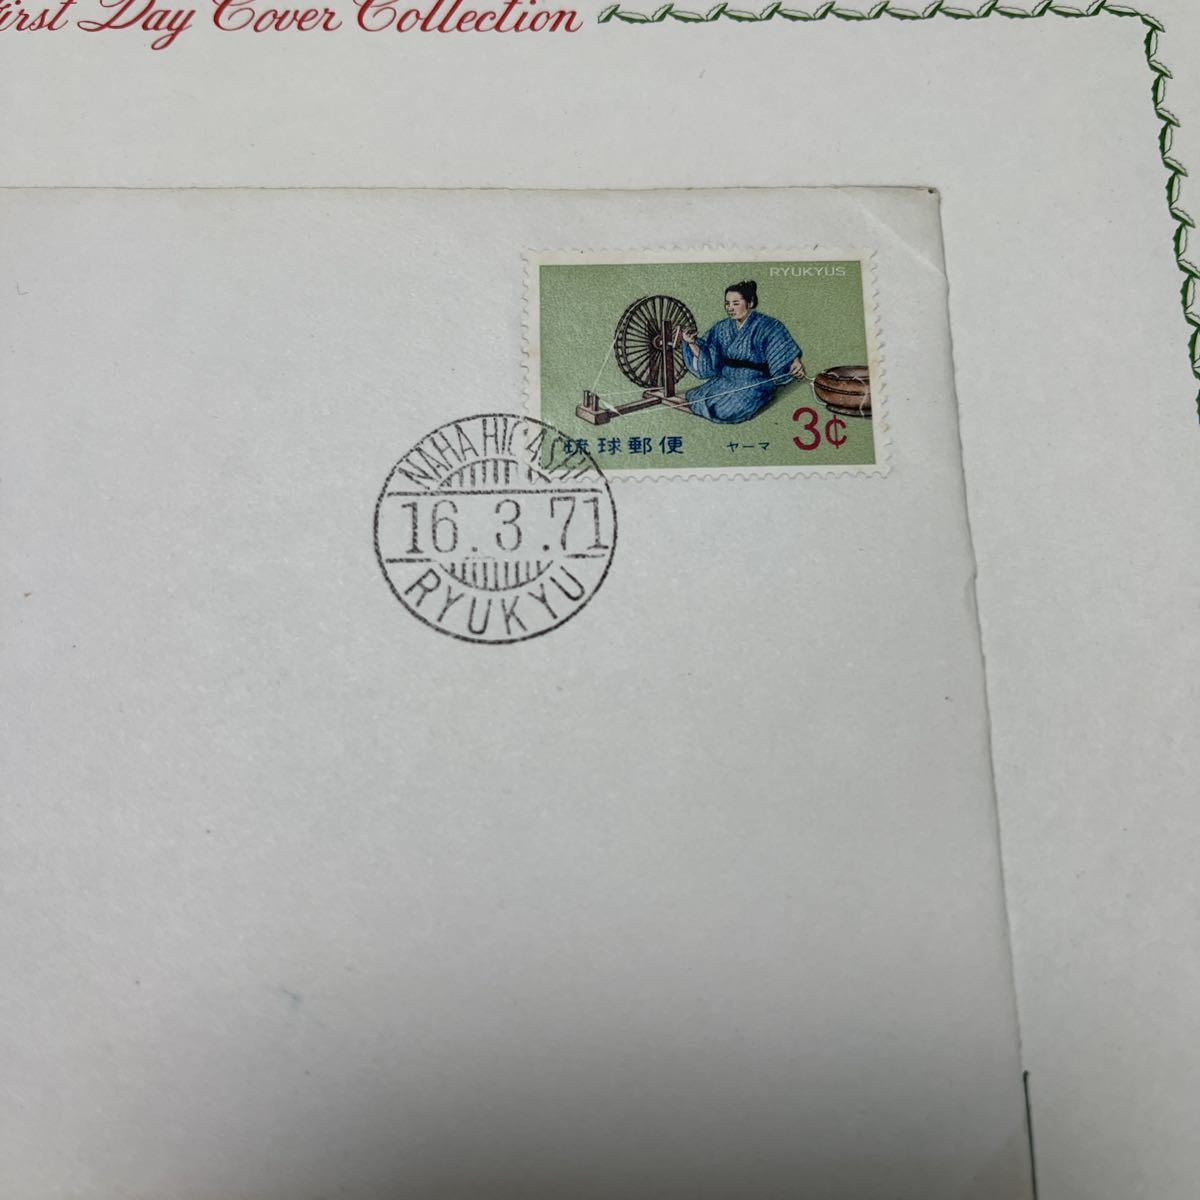 First Day Cover Collection
RYUKYUS
3¢
琉球郵便 ヤーマ
NAHA HIGASHI
16.3.71
RYUKYU